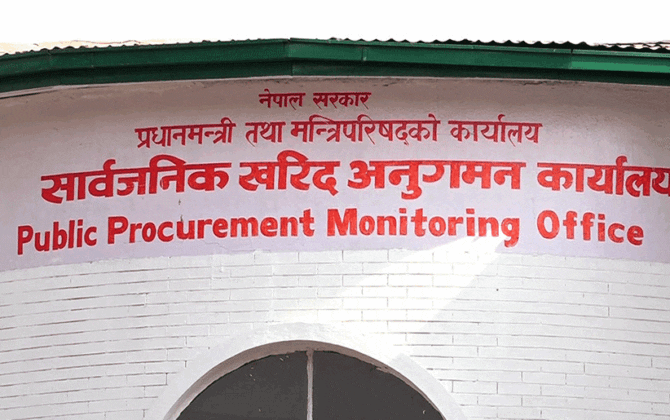 नेपाल सरकार
प्रधानमन्त्री तथा मन्त्रिपरिषद्को कार्यालय
सार्वजनिक खरिद अनुगमन कार्यालय
Public Procurement Monitoring Office